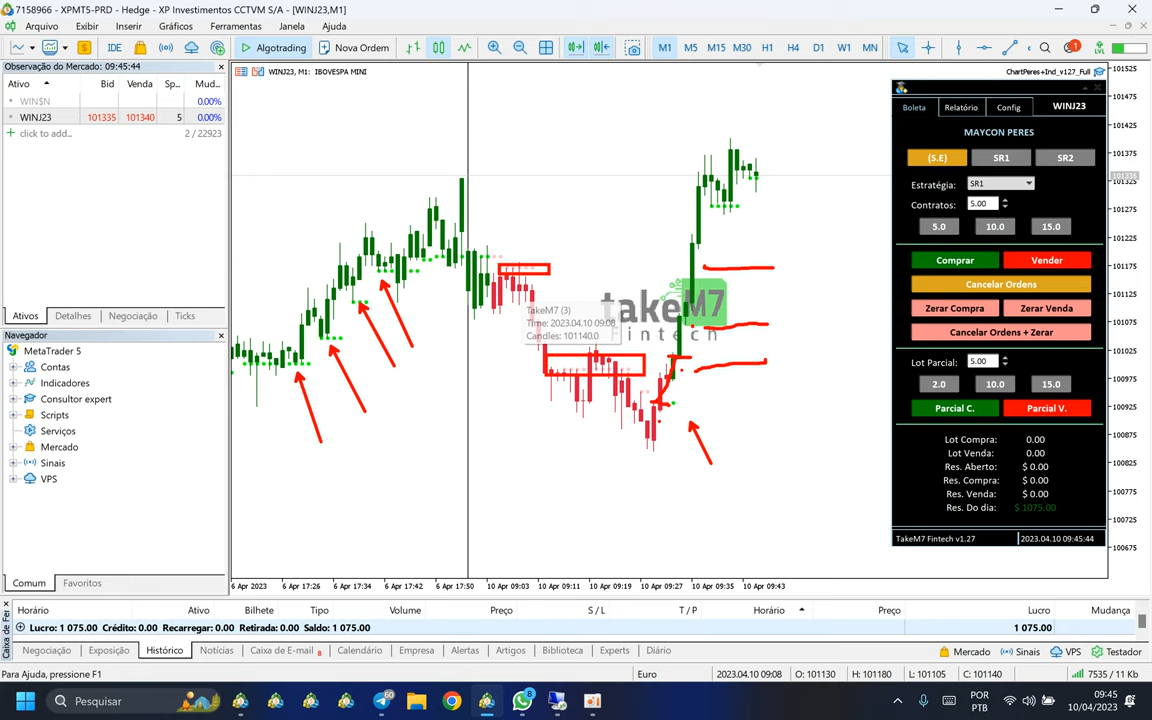 7158966 - XPMT5-PRD - Hedge - XP Investimentos CCTVM S/A - [WINJ23,M1]
Arquivo Exibir Inserir Gráficos Ferramentas Janela Ajuda
IDE Algotrading Nova Ordem M1 M5 M15 M30 H1 H4 D1 W1 MN 1 LVL
Observação do Mercado: 09:45:44
Ativo Bid Venda Sp... Mud...
WIN$N 0.00%
WINJ23 101335 101340 5 0.00%
click to add... 2 / 22923
Ativos Detalhes Negociação Ticks
Navegador
MetaTrader 5
Contas
Indicadores
Consultor expert
Scripts
Serviços
Mercado
Sinais
VPS
Comum Favoritos
WINJ23, M1: IBOVESPA MINI
ChartPeres+Ind_v127_Full
takeM7
Fintech
TakeM7 (3)
Time: 2023.04.10 09:08
Candles: 101140.0
101525
101475
101425
101375
101335
101325
101275
101225
101175
101125
101075
101025
100975
100925
100875
100825
100775
100725
100675
6 Apr 2023 6 Apr 17:26 6 Apr 17:34 6 Apr 17:42 6 Apr 17:50 10 Apr 09:03 10 Apr 09:11 10 Apr 09:19 10 Apr 09:27 10 Apr 09:35 10 Apr 09:43
Boleta Relatório Config WINJ23
MAYCON PERES
(S.E) SR1 SR2
Estratégia: SR1
Contratos: 5.00
5.0 10.0 15.0
Comprar Vender
Cancelar Ordens
Zerar Compra Zerar Venda
Cancelar Ordens + Zerar
Lot Parcial: 5.00
2.0 10.0 15.0
Parcial C. Parcial V.
Lot Compra: 0.00
Lot Venda: 0.00
Res. Aberto: $ 0.00
Res. Compra: $ 0.00
Res. Venda: $ 0.00
Res. Do dia: $ 1075.00
TakeM7 Fintech v1.27 2023.04.10 09:45:44
Caixa de Fer
Horário Ativo Bilhete Tipo Volume Preço S / L T / P Horário Preço Lucro Mudança
Lucro: 1 075.00 Crédito: 0.00 Recarregar: 0.00 Retirada: 0.00 Saldo: 1 075.00 1 075.00
Negociação Exposição Histórico Notícias Caixa de E-mail 8 Calendário Empresa Alertas Artigos Biblioteca Experts Diário Mercado Sinais VPS Testador
Para Ajuda, pressione F1 Euro 2023.04.10 09:08 O: 101130 H: 101180 L: 101105 C: 101140 7535 / 11 Kb
Pesquisar 60 8 POR 09:45
PTB 10/04/2023